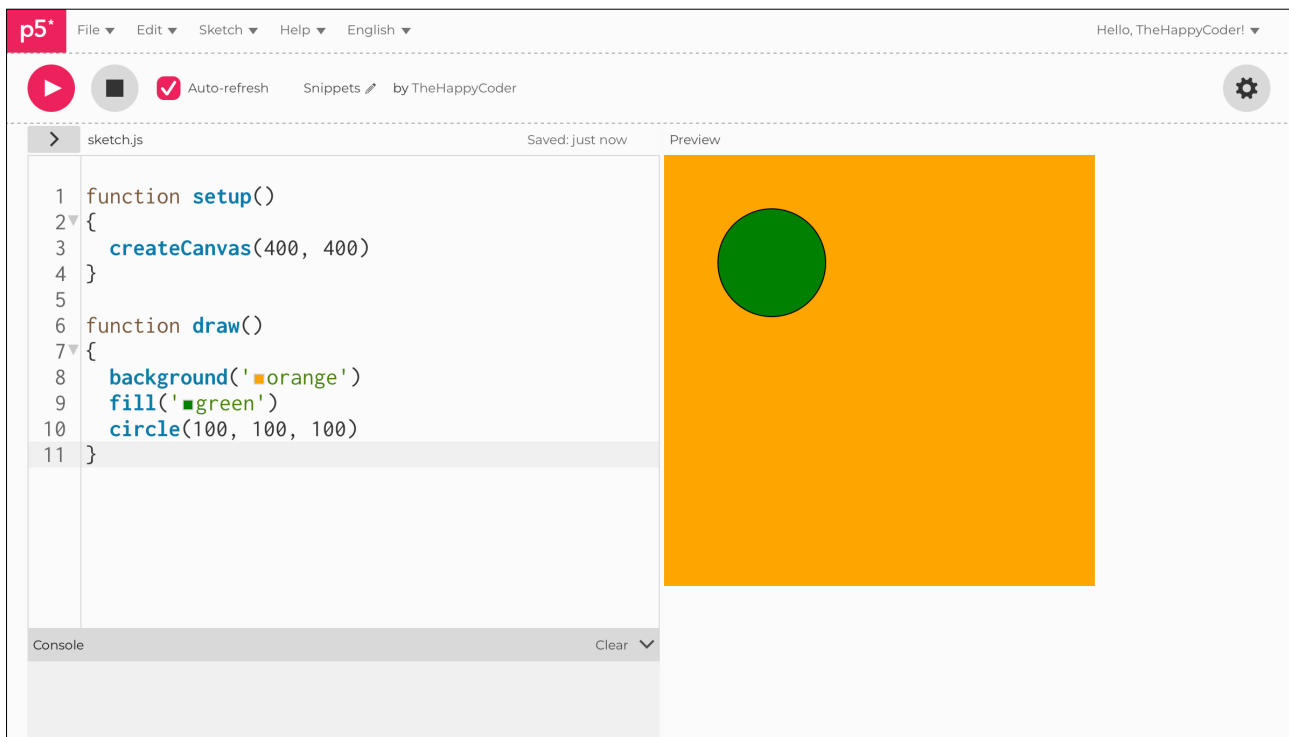 p5* File Edit Sketch Help English Hello, TheHappyCoder!
Auto-refresh Snippets by TheHappyCoder
sketch.js Saved: just now Preview
1 function setup()
2 {
3 createCanvas(400, 400)
4 }
5
6 function draw()
7 {
8 background('orange')
9 fill('green')
10 circle(100, 100, 100)
11 }
Console Clear